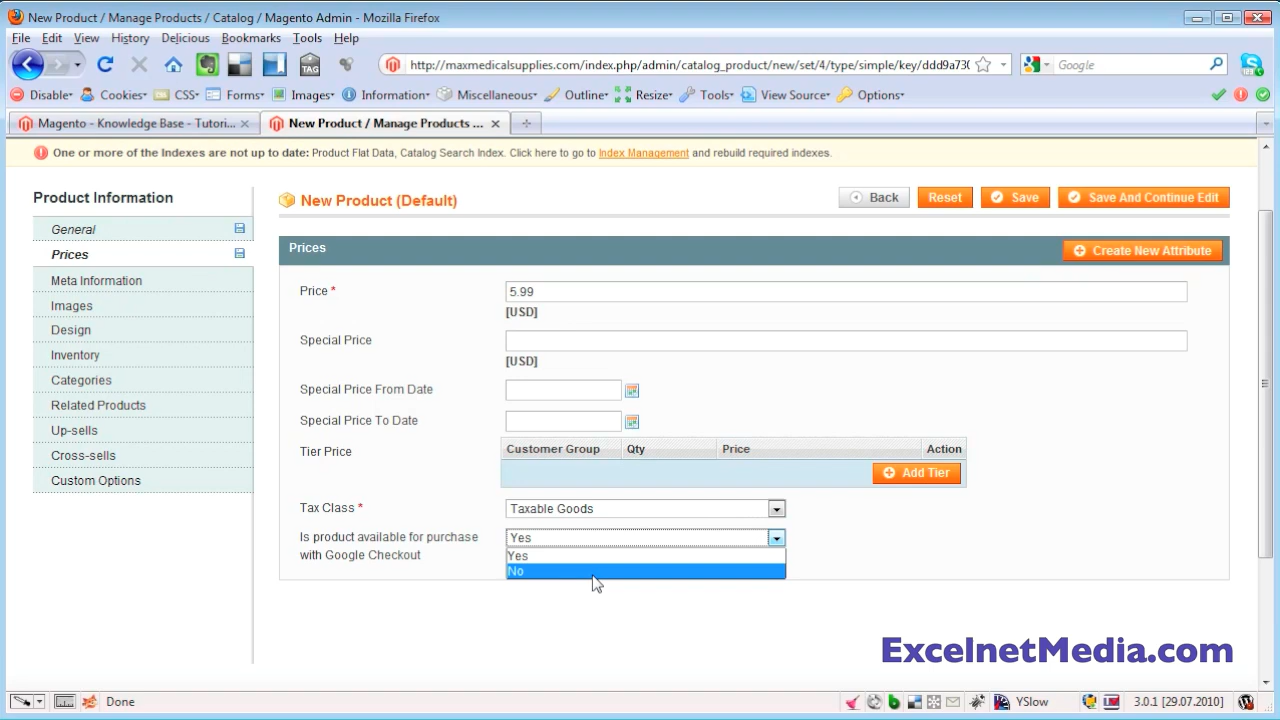 New Product / Manage Products / Catalog / Magento Admin - Mozilla Firefox
File Edit View History Delicious Bookmarks Tools Help
TAG
http://maxmedicalsupplies.com/index.php/admin/catalog_product/new/set/4/type/simple/key/ddd9a730
Google
Disable Cookies CSS Forms Images Information Miscellaneous Outline Resize Tools View Source Options
Magento - Knowledge Base - Tutori...
New Product / Manage Products ...
One or more of the Indexes are not up to date: Product Flat Data, Catalog Search Index. Click here to go to Index Management and rebuild required indexes.
Product Information
General
Prices
Meta Information
Images
Design
Inventory
Categories
Related Products
Up-sells
Cross-sells
Custom Options
New Product (Default)
Back Reset Save Save And Continue Edit
Prices
Create New Attribute
Price * 5.99
[USD]
Special Price
[USD]
Special Price From Date
Special Price To Date
Tier Price
Customer Group Qty Price Action
Add Tier
Tax Class * Taxable Goods
Is product available for purchase
with Google Checkout
Yes
Yes
No
ExcelnetMedia.com
Done
YSlow
3.0.1 [29.07.2010]